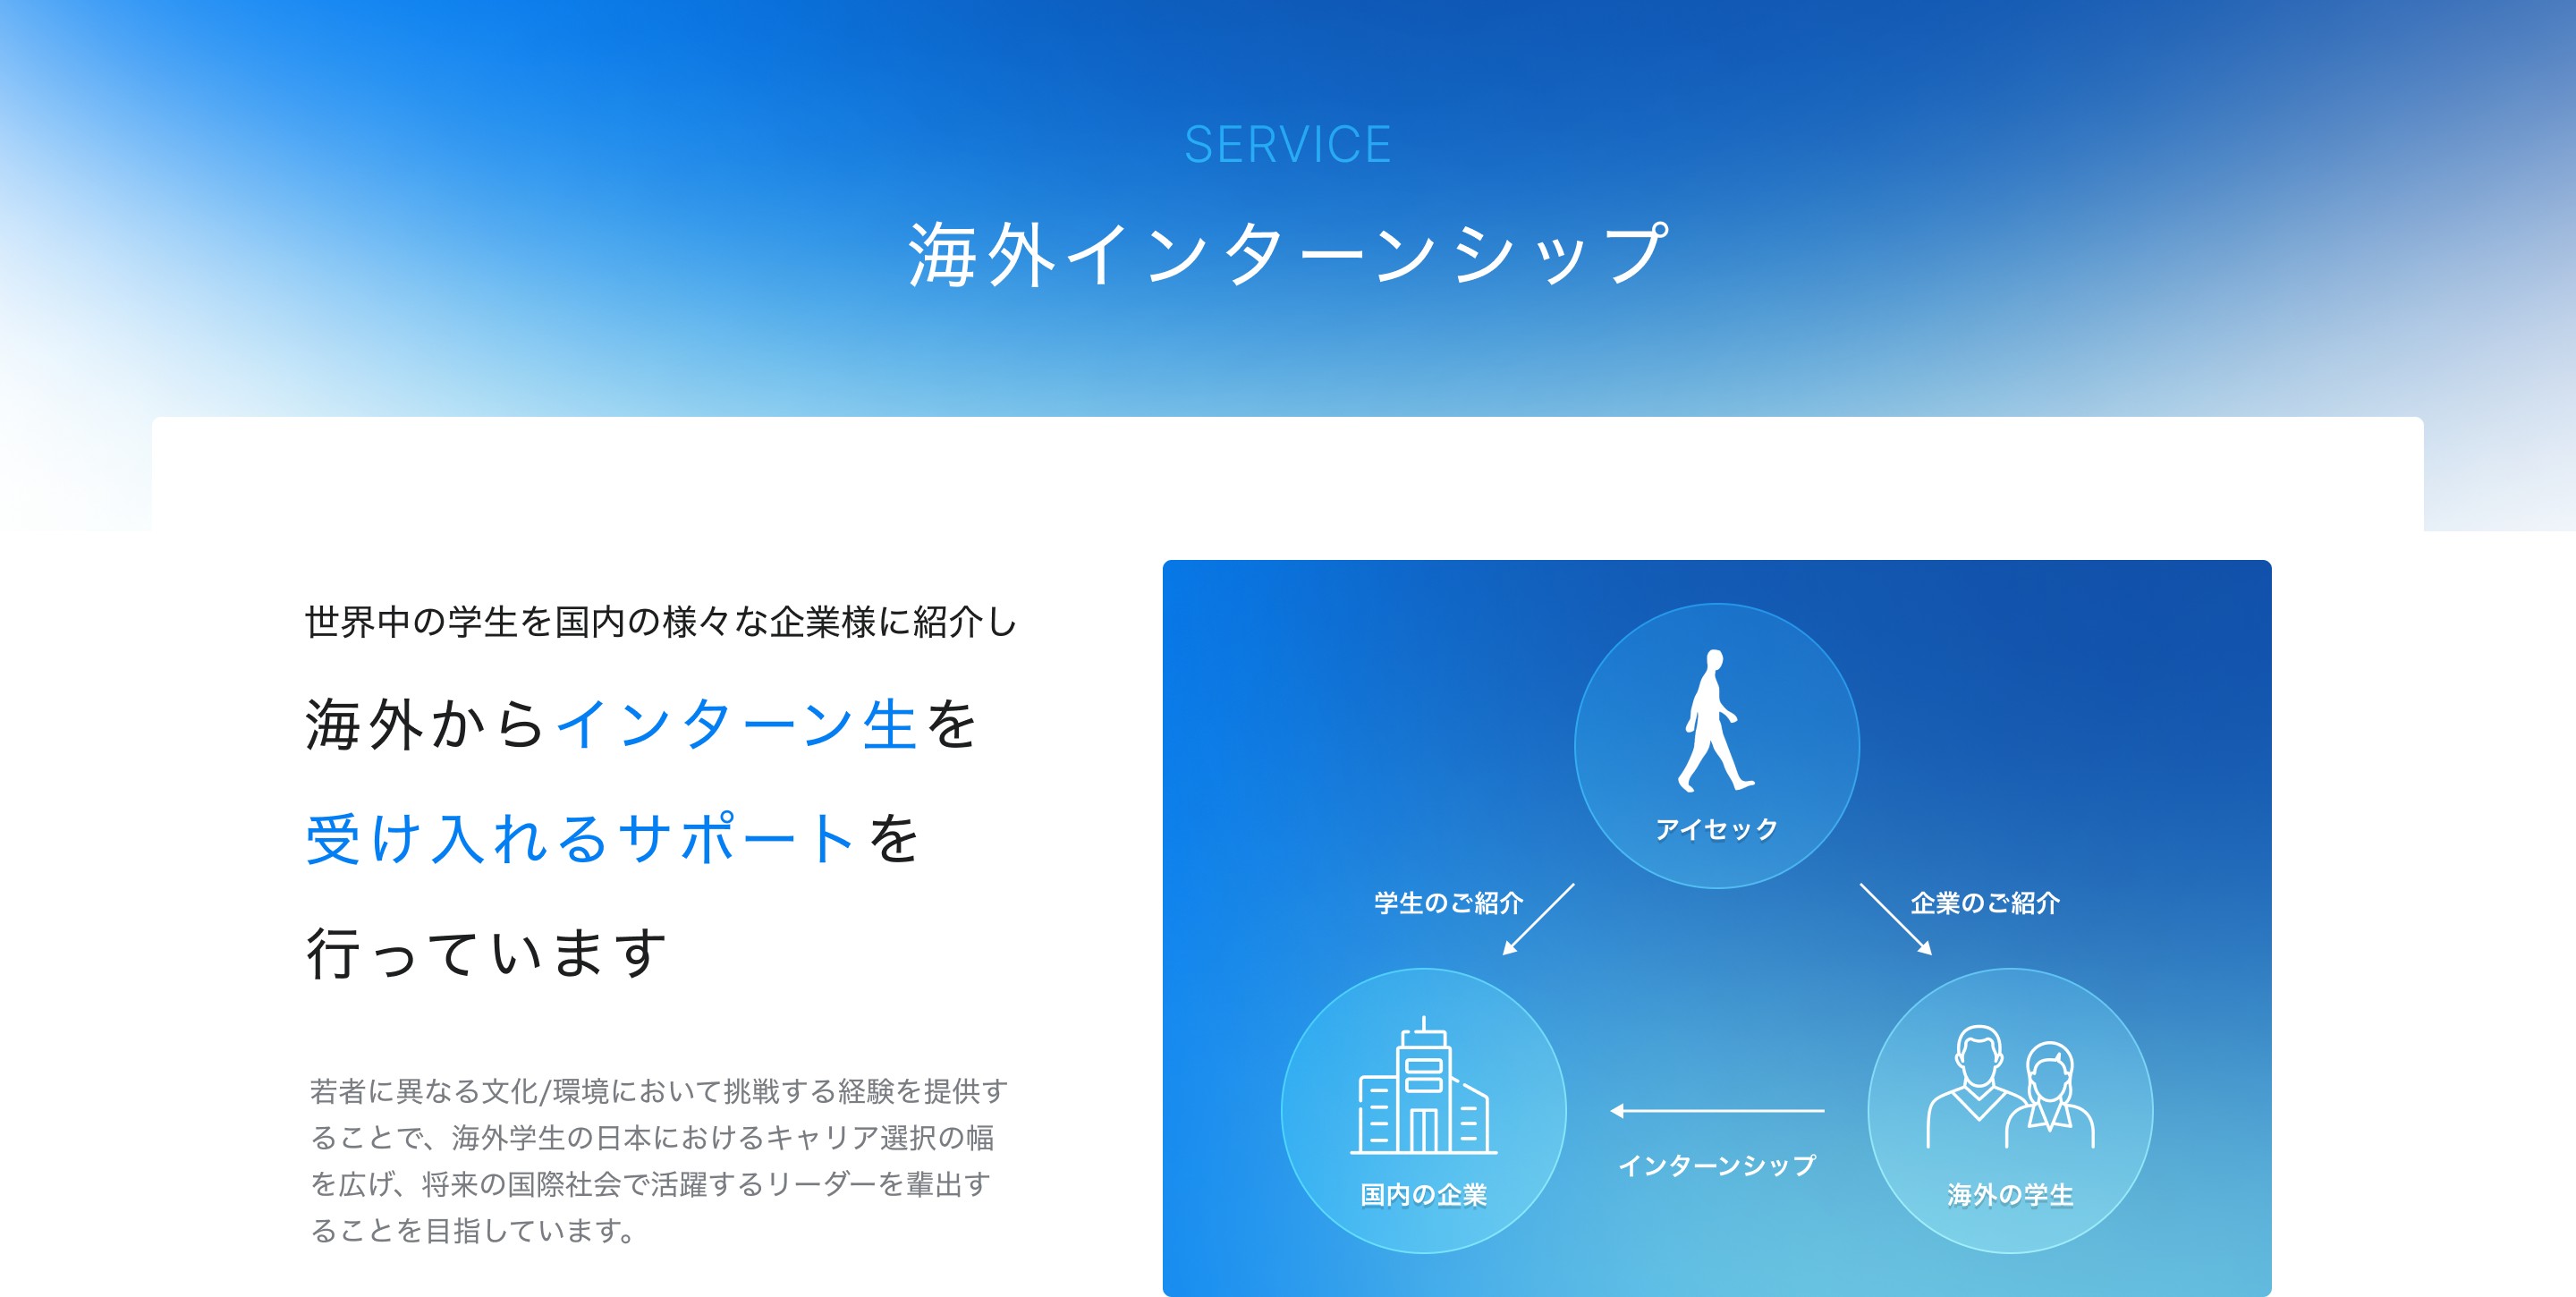 SERVICE
海外インターンシップ
世界中の学生を国内の様々な企業様に紹介し
海外からインターン生を
受け入れるサポートを
行っています
若者に異なる文化/環境において挑戦する経験を提供す
ることで、海外学生の日本におけるキャリア選択の幅
を広げ、将来の国際社会で活躍するリーダーを輩出す
ることを目指しています。
アイセック
学生のご紹介
企業のご紹介
国内の企業
インターンシップ
海外の学生